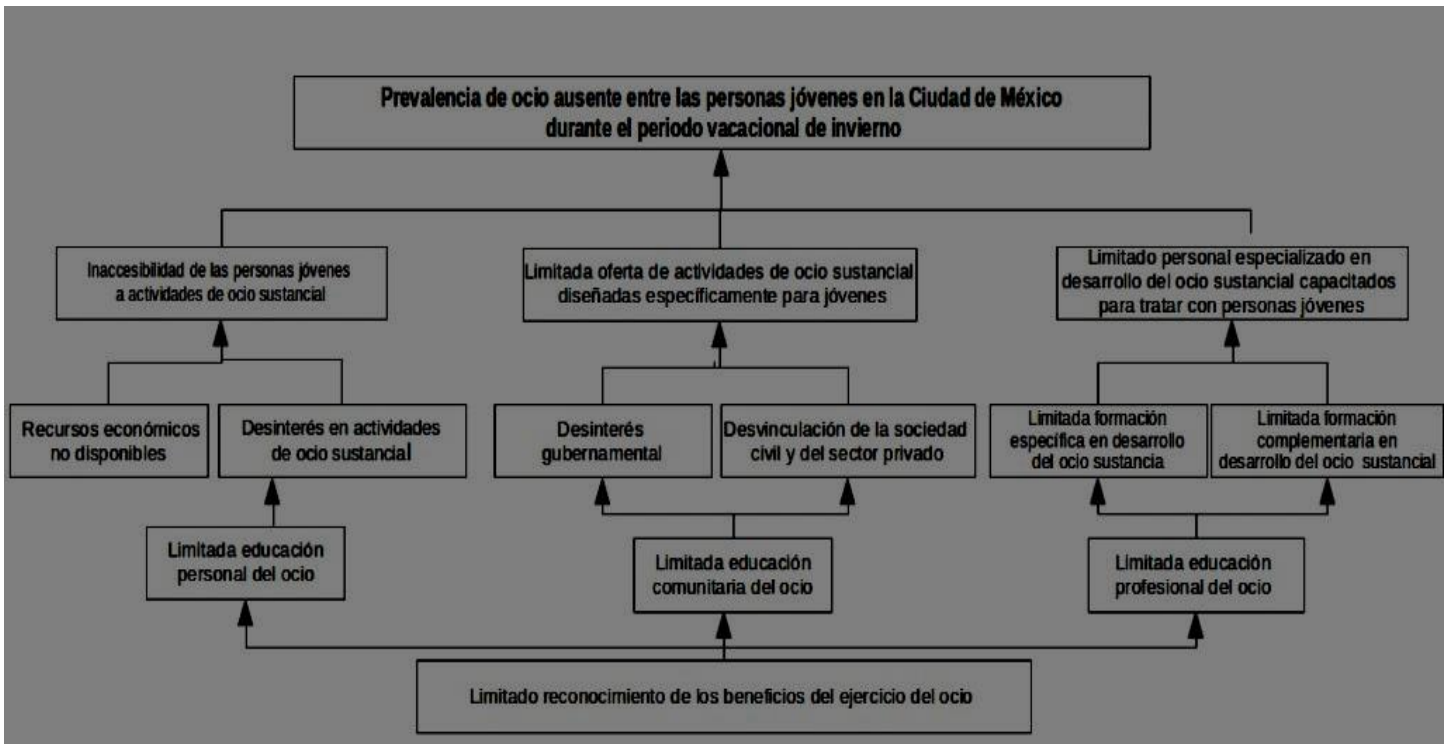 Prevalencia de ocio ausente entre las personas jóvenes en la Ciudad de México
durante el periodo vacacional de invierno
Inaccesibilidad de las personas jóvenes
a actividades de ocio sustancial
Limitada oferta de actividades de ocio sustancial
diseñadas específicamente para jóvenes
Limitado personal especializado en
desarrollo del ocio sustancial capacitados
para tratar con personas jóvenes
Recursos económicos
no disponibles
Desinterés en actividades
de ocio sustancial
Desinterés
gubernamental
Desvinculación de la sociedad
civil y del sector privado
Limitada formación
específica en desarrollo
del ocio sustancia
Limitada formación
complementaria en
desarrollo del ocio sustancial
Limitada educación
personal del ocio
Limitada educación
comunitaria del ocio
Limitada educación
profesional del ocio
Limitado reconocimiento de los beneficios del ejercicio del ocio